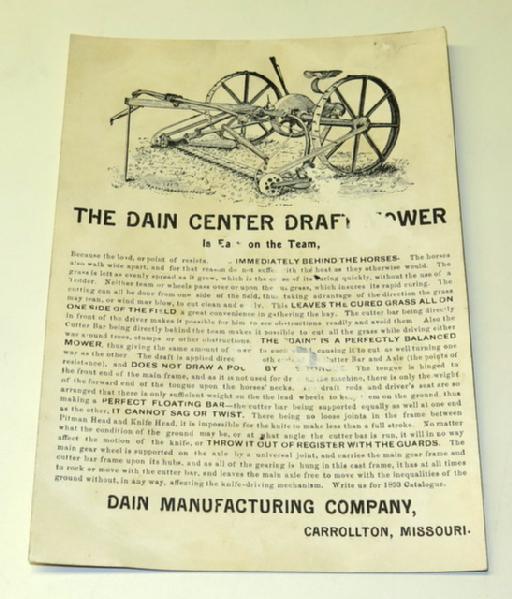 THE DAIN CENTER DRAFT MOWER
Is Ea on the Team,
Because the load, or point of resists. IMMEDIATELY BEHIND THE HORSES. The horses
also walk wide apart, and for that reason do not suffe with the heat as they otherwise would. The
grass is left as evenly spread as it grew, which is the of its curing quickly, without the use of a
Tedder. Neither team or wheels pass over or upon the grass, which insures its rapid curing. The
cutting can all be done from one side of the field, thus taking advantage of the direction the grass
may lean, or wind may blow, to cut clean and This LEAVES THE CURED GRASS ALL ON
ONE SIDE OF THE FIELD a great convenience in gathering the hay. The cutter bar being directly
in front of the driver makes it possible for him to see obstructions readily and avoid them. Also the
Cutter Bar being directly behind the team makes it possible to cut all the grass while driving either
way around trees, stumps or other obstructions. THE "DAIN" IS A PERFECTLY BALANCED
MOWER, thus giving the same amount of to causing it to cut as well turning one
way as the other. The draft is applied direc Cutter Bar and Axle (the points of
resistance), and DOES NOT DRAW A POU BY The tongue is hinged to
the front end of the main frame, and as it is not used for the machine, there is only the weight
of the forward end of the tongue upon the horses' necks. draft rods and driver's seat are so
arranged that there is only sufficient weight on the lead wheels to them on the ground, thus
making a PERFECT FLOATING BAR—the cutter bar being supported equally as well at one end
as the other. IT CANNOT SAG OR TWIST. There being no loose joints in the frame between
Pitman Head and Knife Head, it is impossible for the knife to make less than a full stroke. No matter
what the condition of the ground may be, or at what angle the cutter bar is run, it will in no way
affect the motion of the knife, or THROW IT OUT OF REGISTER WITH THE GUARDS. The
main gear wheel is supported on the axle by a universal joint, and carries the main gear frame and
cutter bar frame upon its hubs, and as all of the gearing is hung in this cast frame, it has at all times
to rock or move with the cutter bar, and leaves the main axle free to move with the inequalities of the
ground without, in any way, affecting the knife-driving mechanism. Write us for 1893 Catalogue.
DAIN MANUFACTURING COMPANY,
CARROLLTON, MISSOURI.